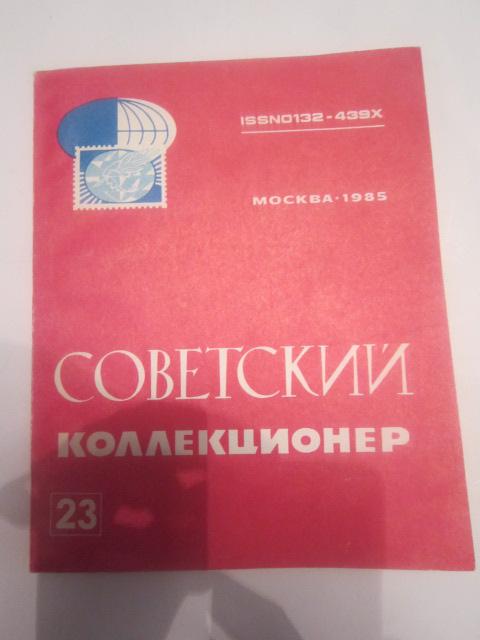 ISSN0132-439X
МОСКВА·1985
СОВЕТСКИЙ
КОЛЛЕКЦИОНЕР
23